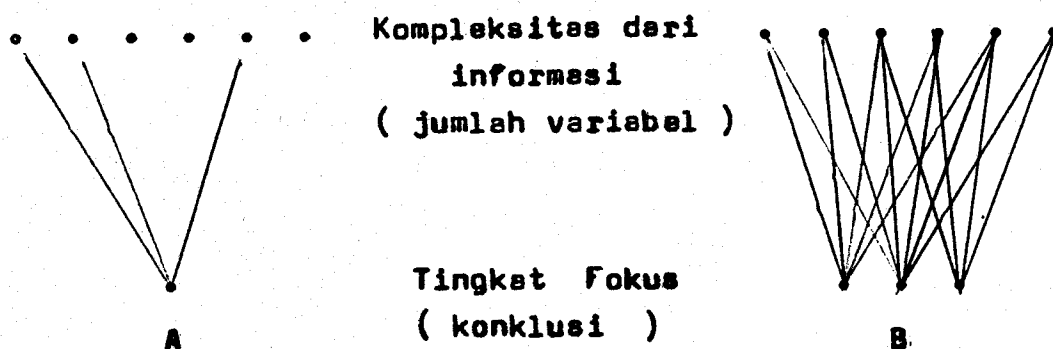 Kompleksitas dari
informasi
( jumlah variabel )
Tingkat Fokus
( konklusi )
A
B